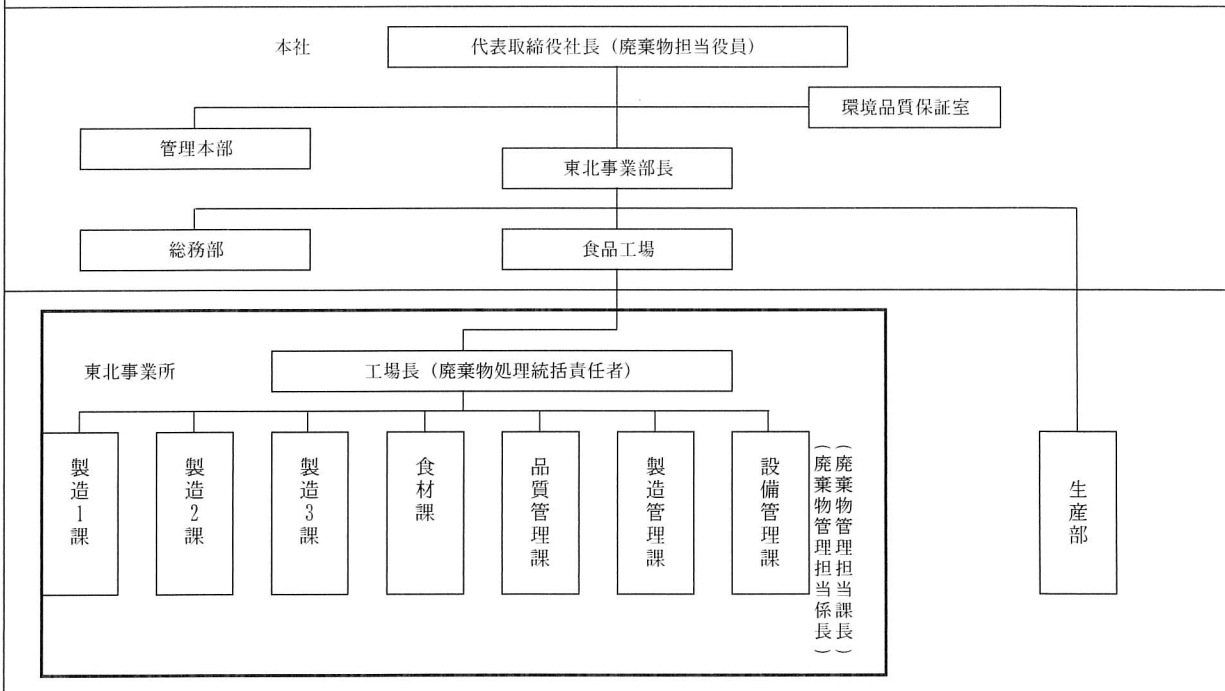 本社
代表取締役社長（廃棄物担当役員）
環境品質保証室
管理本部
東北事業部長
総務部
食品工場
東北事業所
工場長（廃棄物処理統括責任者）
製造1課
製造2課
製造3課
食材課
品質管理課
製造管理課
設備管理課
（廃棄物管理担当課長）
（廃棄物管理担当係長）
生産部